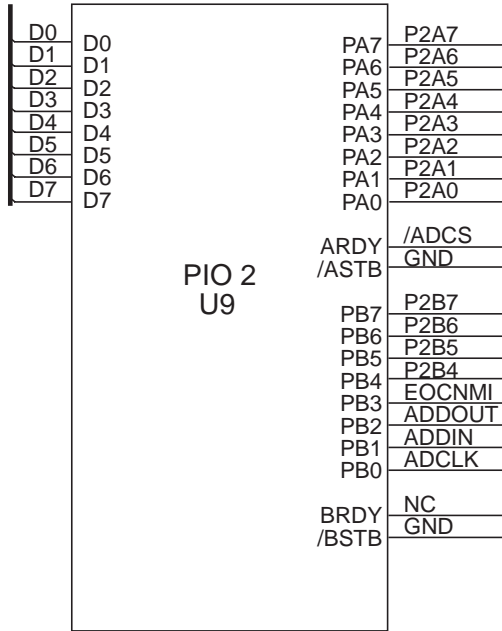 D0 D0 PA7 P2A7
D1 D1 PA6 P2A6
D2 D2 PA5 P2A5
D3 D3 PA4 P2A4
D4 D4 PA3 P2A3
D5 D5 PA2 P2A2
D6 D6 PA1 P2A1
D7 D7 PA0 P2A0
ARDY /ADCS
/ASTB GND
PIO 2
U9
PB7 P2B7
PB6 P2B6
PB5 P2B5
PB4 P2B4
PB3 EOCNMI
PB2 ADDOUT
PB1 ADDIN
PB0 ADCLK
BRDY NC
/BSTB GND